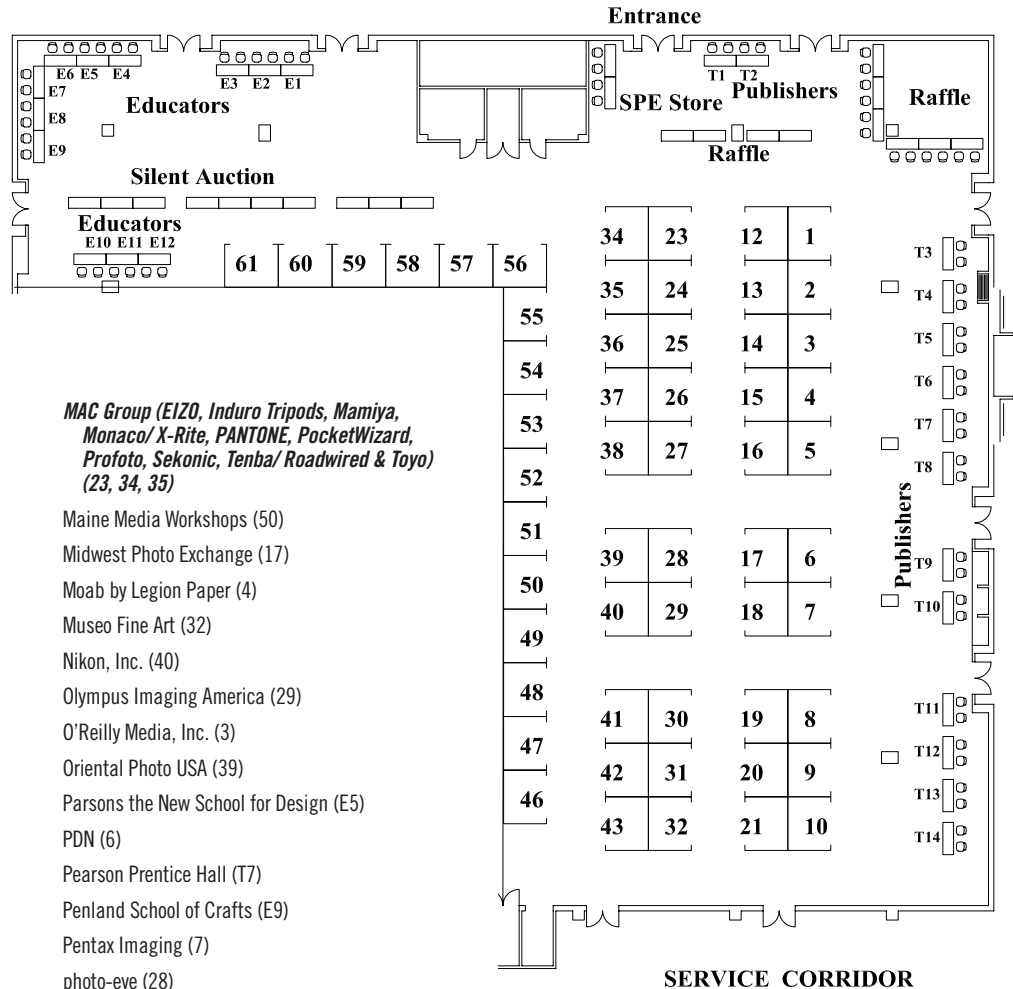 Entrance
E6 E5 E4
E3 E2 E1
T1 T2
E7
Educators
SPE Store
Publishers
Raffle
E8
E9
Raffle
Silent Auction
Educators
E10 E11 E12
61 60 59 58 57 56
34 23 12 1
T3
35 24 13 2
T4
55
36 25 14 3
T5
54
37 26 15 4
T6
53
38 27 16 5
T7
T8
52
51
Publishers
39 28 17 6
T9
50
40 29 18 7
T10
49
48
41 30 19 8
T11
47
42 31 20 9
T12
46
T13
43 32 21 10
T14
MAC Group (EIZO, Induro Tripods, Mamiya,
Monaco/ X-Rite, PANTONE, PocketWizard,
Profoto, Sekonic, Tenba/ Roadwired & Toyo)
(23, 34, 35)
Maine Media Workshops (50)
Midwest Photo Exchange (17)
Moab by Legion Paper (4)
Museo Fine Art (32)
Nikon, Inc. (40)
Olympus Imaging America (29)
O’Reilly Media, Inc. (3)
Oriental Photo USA (39)
Parsons the New School for Design (E5)
PDN (6)
Pearson Prentice Hall (T7)
Penland School of Crafts (E9)
Pentax Imaging (7)
photo-eye (28)
SERVICE CORRIDOR